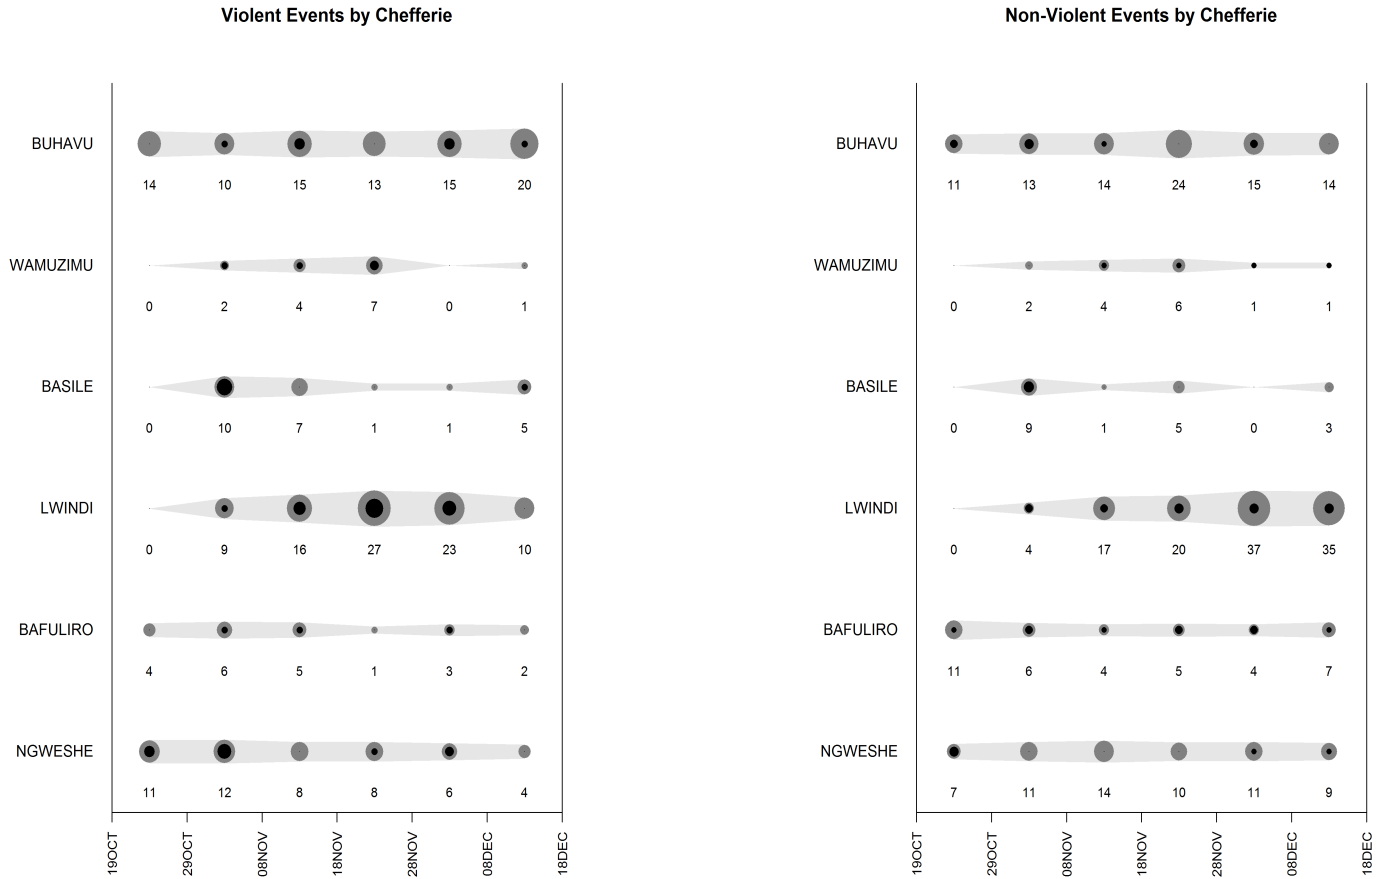 Violent Events by Chefferie
BUHAVU
14 10 15 13 15 20
WAMUZIMU
0 2 4 7 0 1
BASILE
0 10 7 1 1 5
LWINDI
0 9 16 27 23 10
BAFULIRO
4 6 5 1 3 2
NGWESHE
11 12 8 8 6 4
19OCT 29OCT 08NOV 18NOV 28NOV 08DEC 18DEC
Non-Violent Events by Chefferie
BUHAVU
11 13 14 24 15 14
WAMUZIMU
0 2 4 6 1 1
BASILE
0 9 1 5 0 3
LWINDI
0 4 17 20 37 35
BAFULIRO
11 6 4 5 4 7
NGWESHE
7 11 14 10 11 9
19OCT 29OCT 08NOV 18NOV 28NOV 08DEC 18DEC